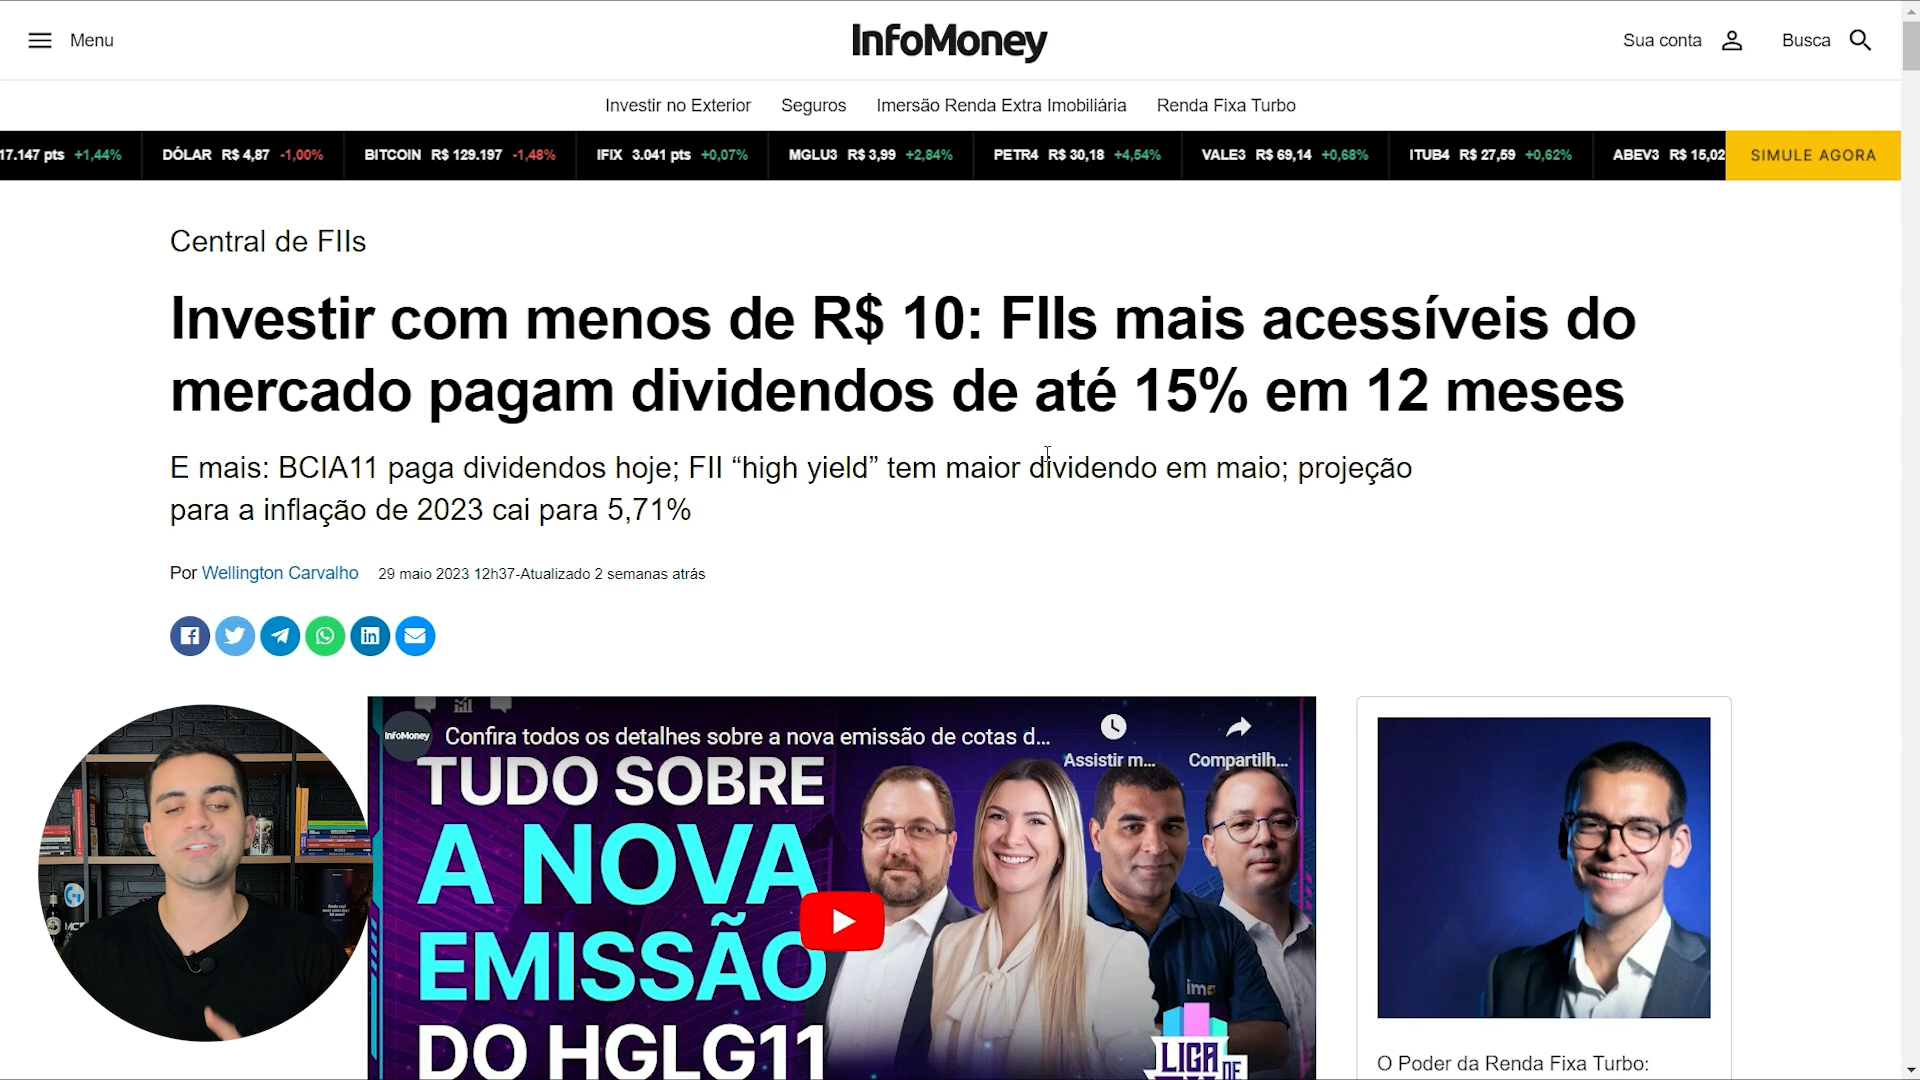 Menu
InfoMoney
Sua conta
Busca
Investir no Exterior Seguros Imersão Renda Extra Imobiliária Renda Fixa Turbo
17.147 pts +1,44% DÓLAR R$ 4,87 -1,00% BITCOIN R$ 129.197 -1,48% IFIX 3.041 pts +0,07% MGLU3 R$ 3,99 +2,84% PETR4 R$ 30,18 +4,54% VALE3 R$ 69,14 +0,68% ITUB4 R$ 27,59 +0,62% ABEV3 R$ 15,02 SIMULE AGORA
Central de FIIs
Investir com menos de R$ 10: FIIs mais acessíveis do
mercado pagam dividendos de até 15% em 12 meses
E mais: BCIA11 paga dividendos hoje; FII “high yield” tem maior dividendo em maio; projeção
para a inflação de 2023 cai para 5,71%
Por Wellington Carvalho 29 maio 2023 12h37-Atualizado 2 semanas atrás
InfoMoney
Confira todos os detalhes sobre a nova emissão de cotas d...
Assistir m...
Compartilh...
TUDO SOBRE
A NOVA
EMISSÃO
DO HGLG11
LIGA
DE
O Poder da Renda Fixa Turbo: